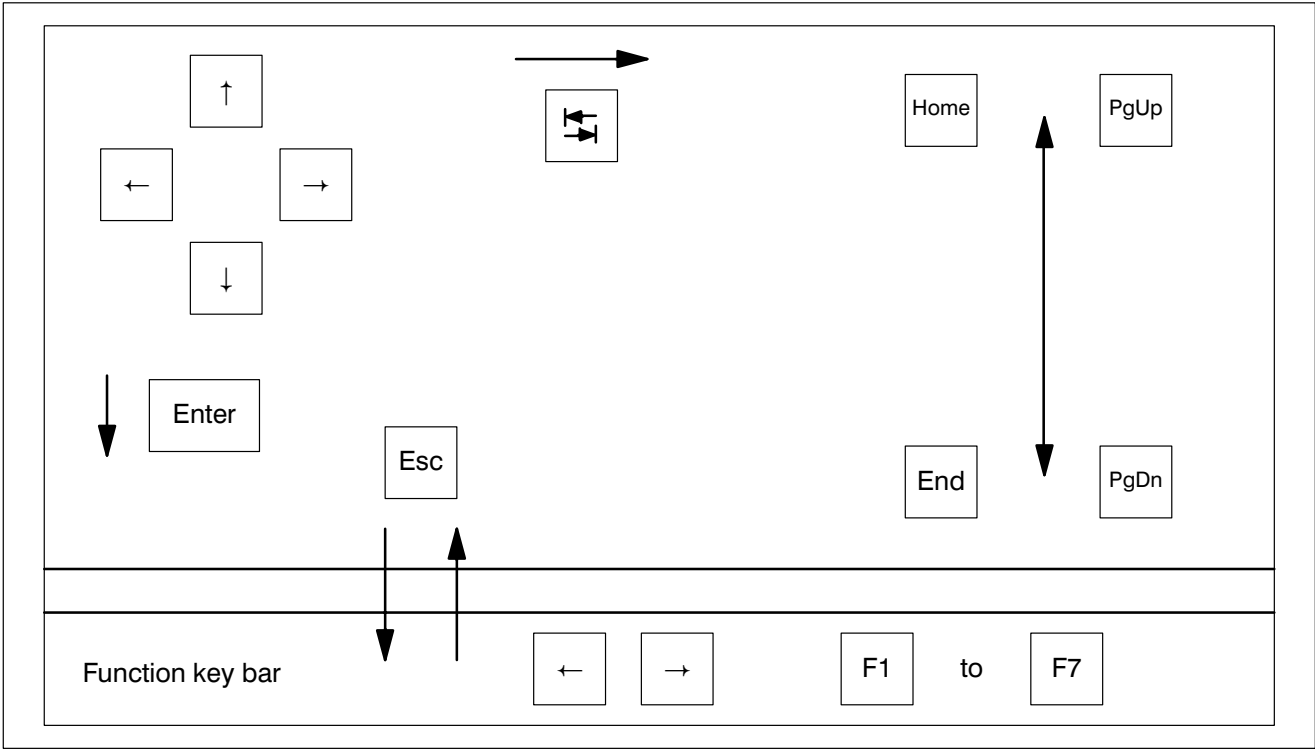 ↑
Home
PgUp
← →
↓
Enter
Esc
End
PgDn
Function key bar
← →
F1 to F7